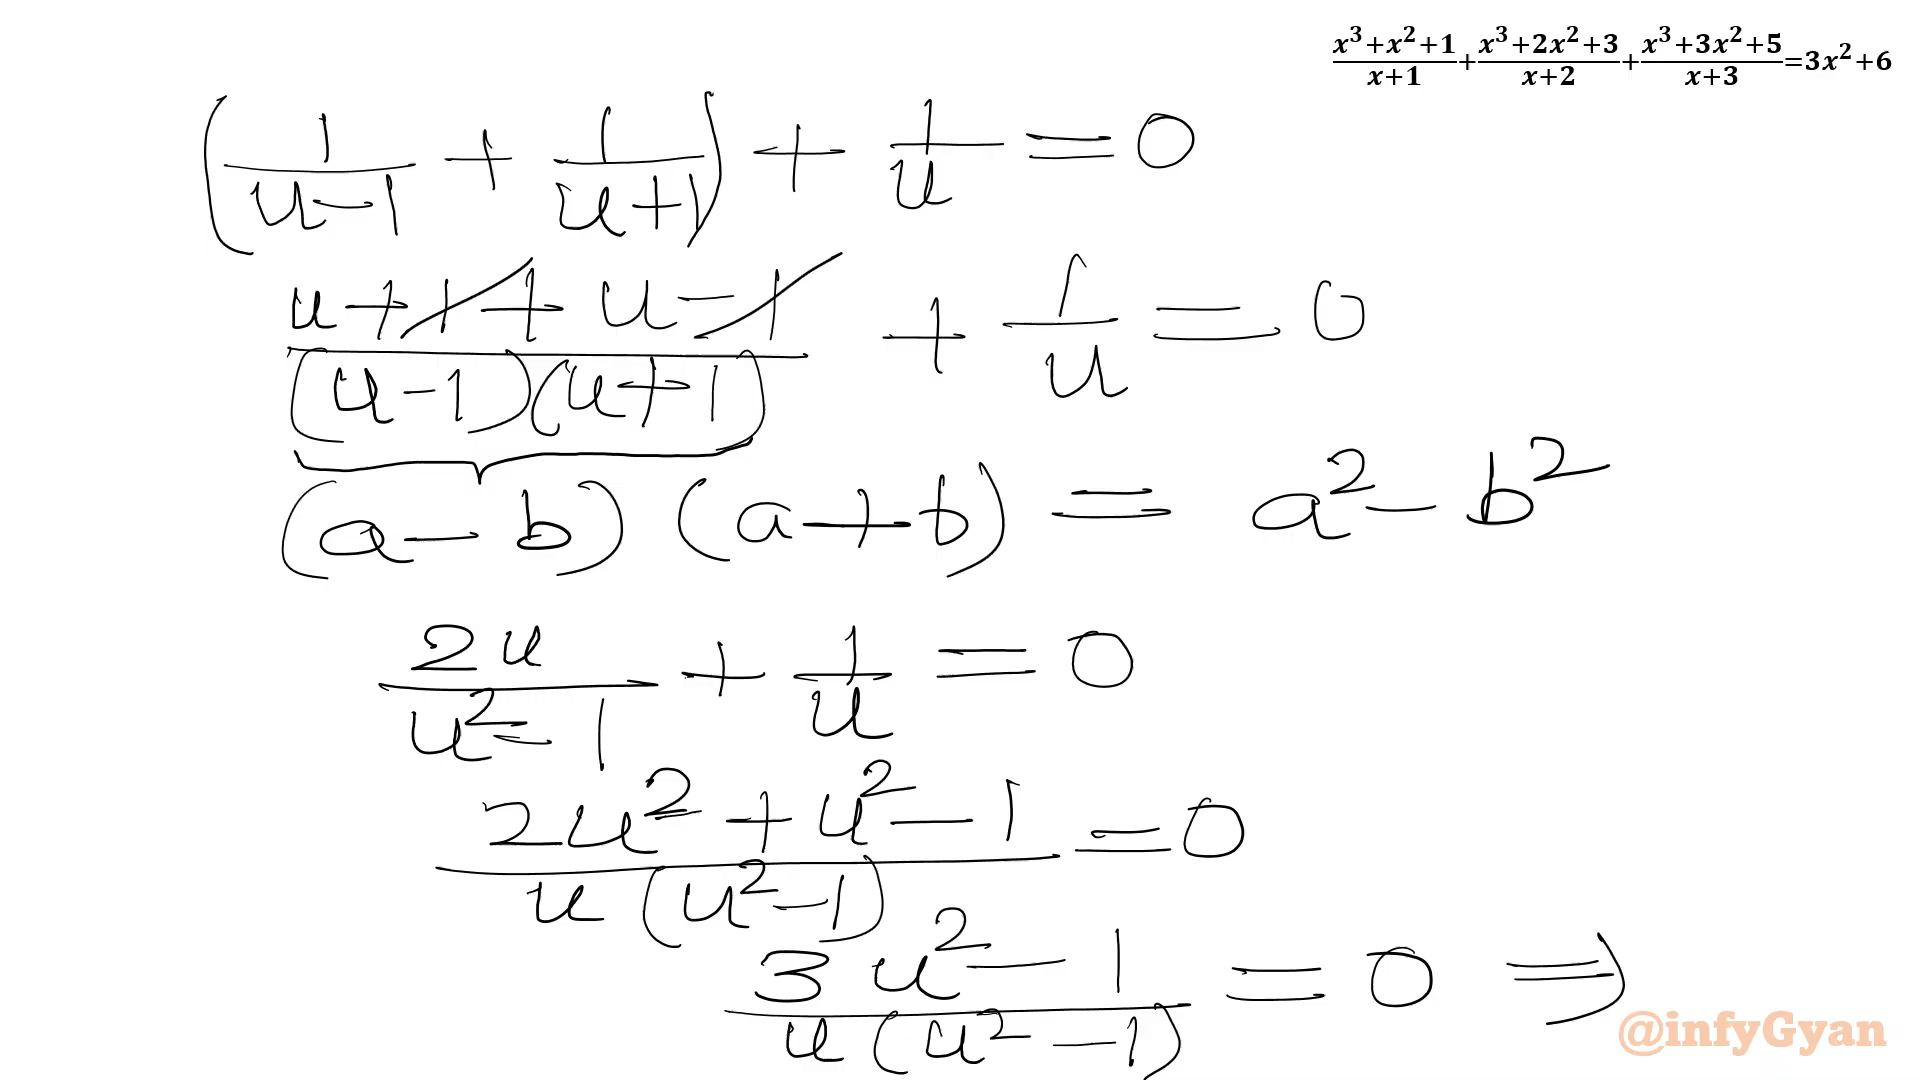 (x³+x²+1)/(x+1) + (x³+2x²+3)/(x+2) + (x³+3x²+5)/(x+3) = 3x²+6
(1/(u-1) + 1/(u+1)) + 1/u = 0
(u+1+u-1)/((u-1)(u+1)) + 1/u = 0
(a-b)(a+b) = a²-b²
2u/(u²-1) + 1/u = 0
(2u²+u²-1)/(u(u²-1)) = 0
(3u²-1)/(u(u²-1)) = 0 ⇒
@infyGyan